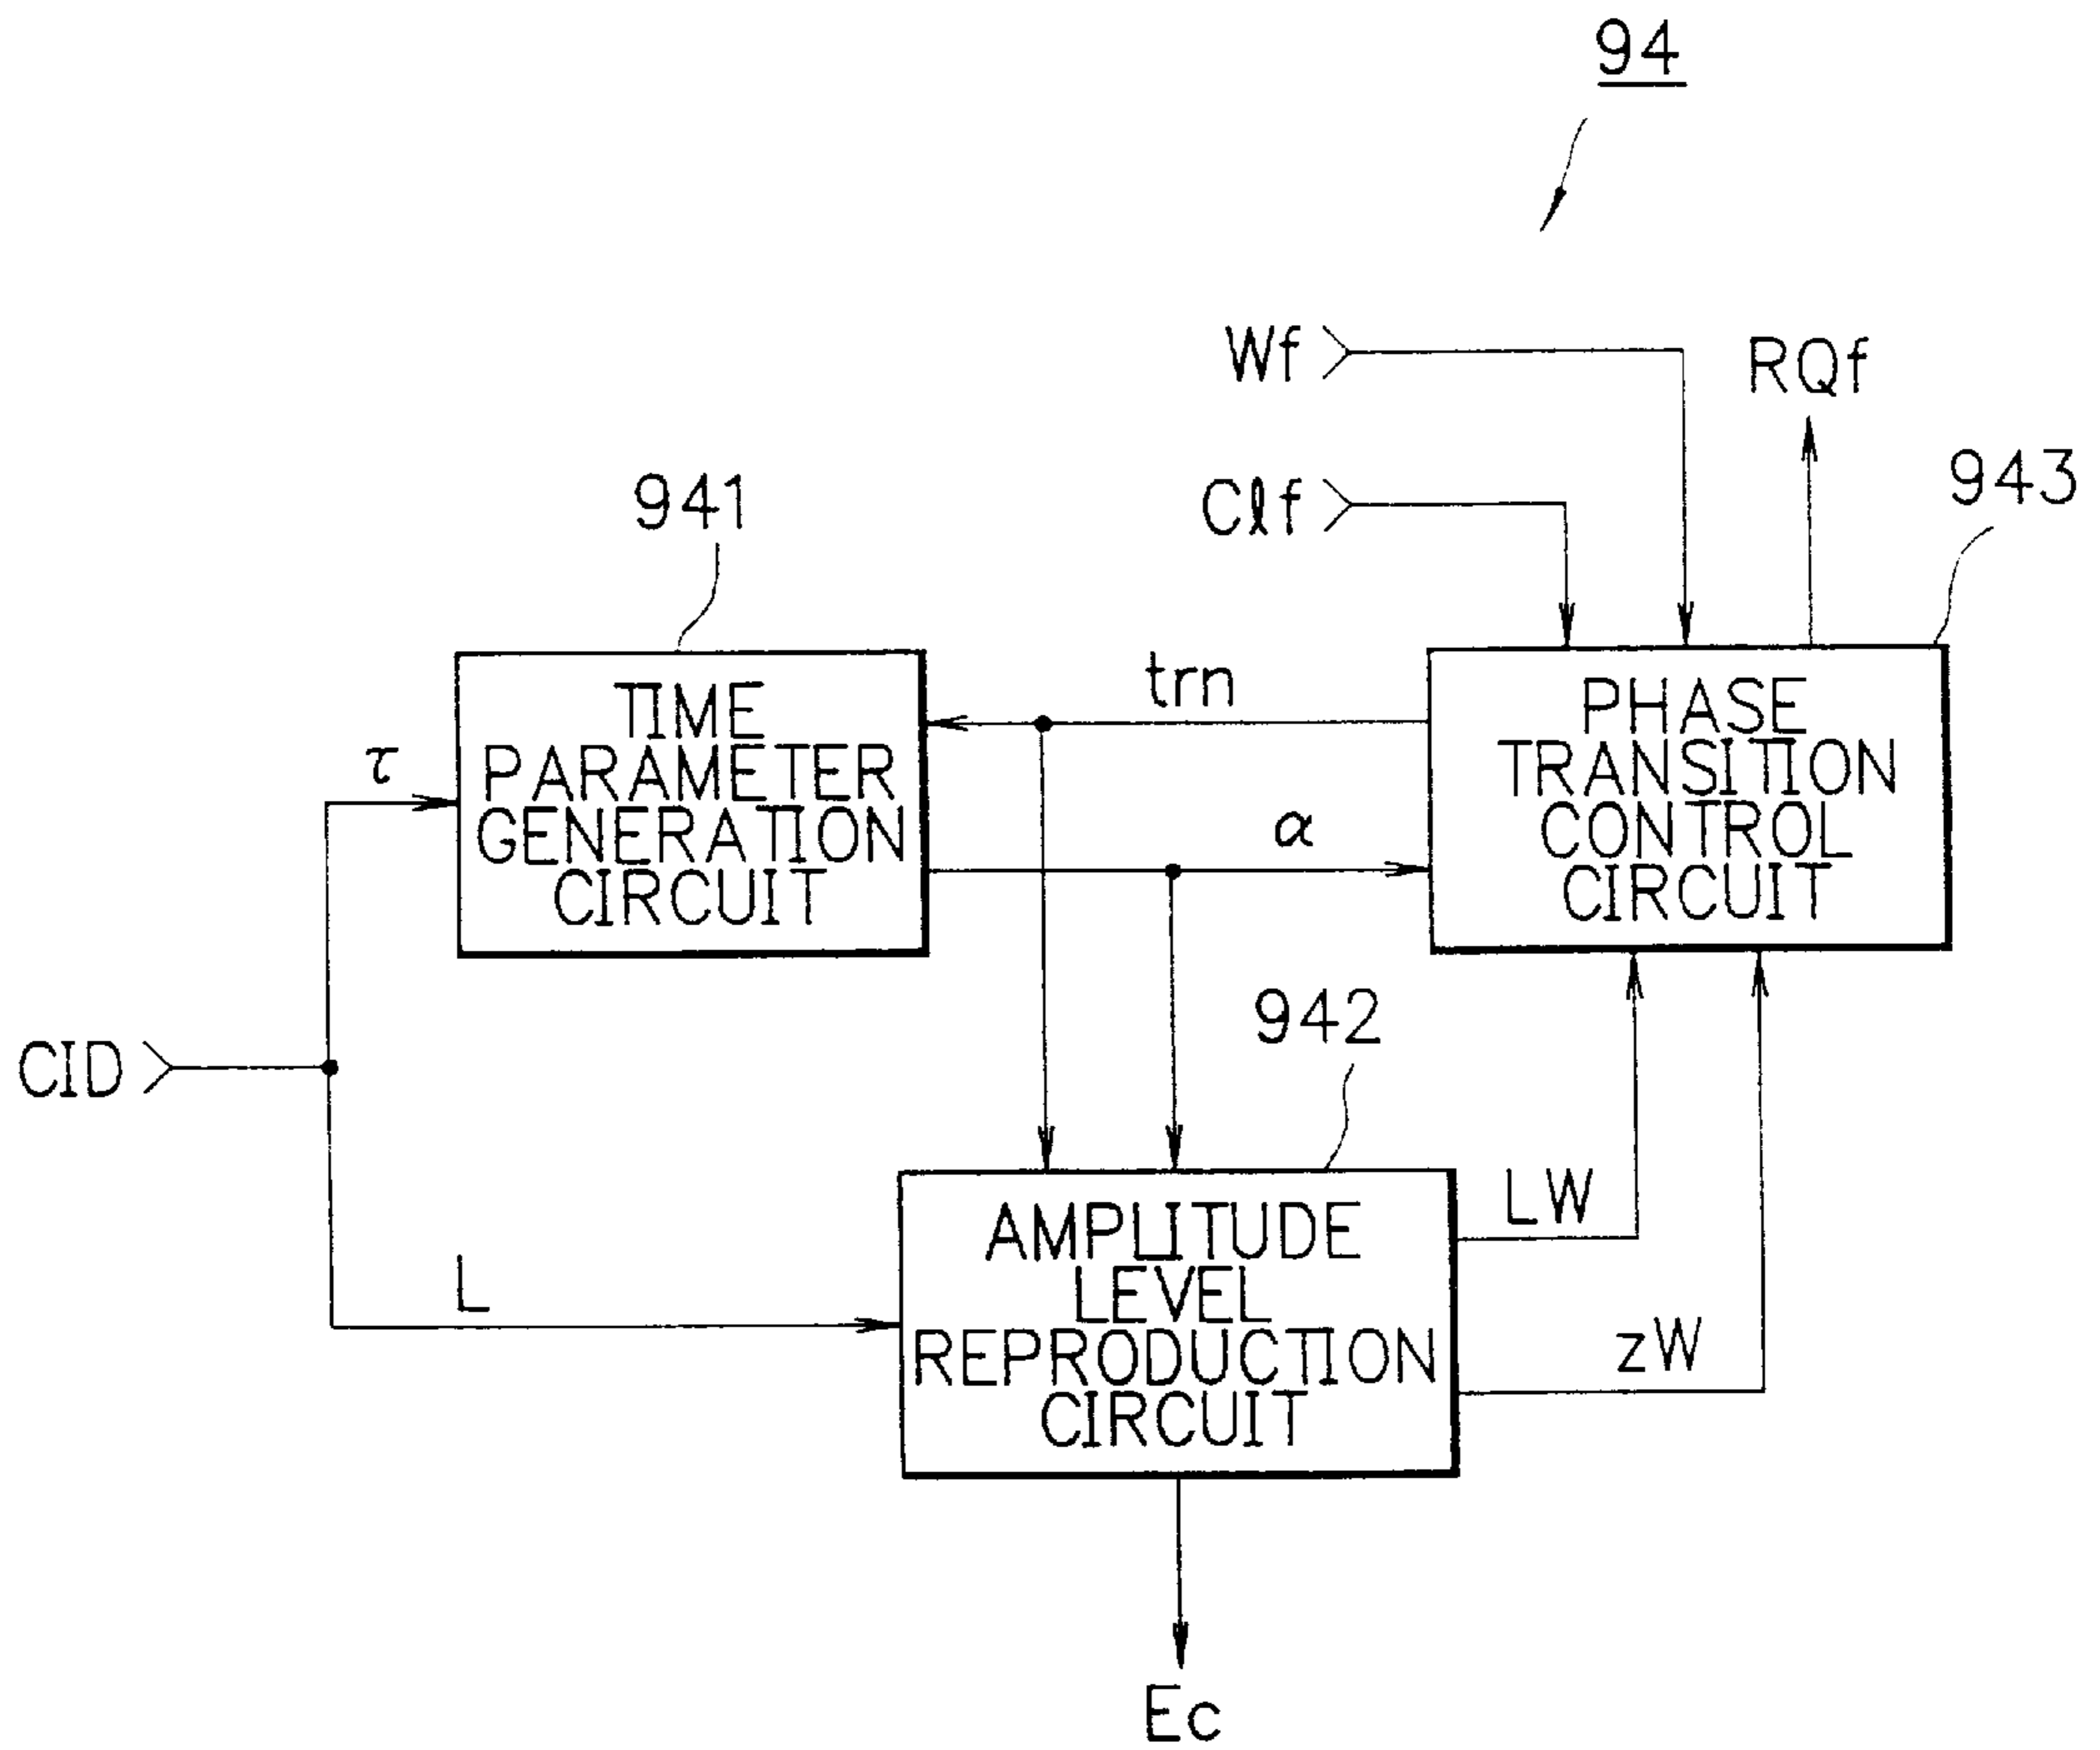 94
Wf
RQf
Clf
943
941
trn
TIME
PARAMETER
GENERATION
CIRCUIT
PHASE
TRANSITION
CONTROL
CIRCUIT
τ
α
942
CID
LW
AMPLITUDE
LEVEL
REPRODUCTION
CIRCUIT
L
zW
Ec